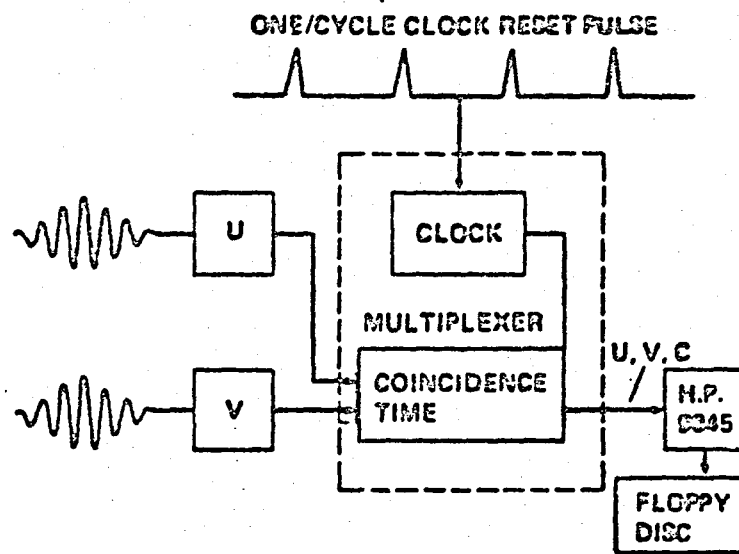 ONE/CYCLE CLOCK RESET PULSE
U
CLOCK
MULTIPLEXER
U, V, C
V
COINCIDENCE
TIME
H.P.
FLOPPY
DISC